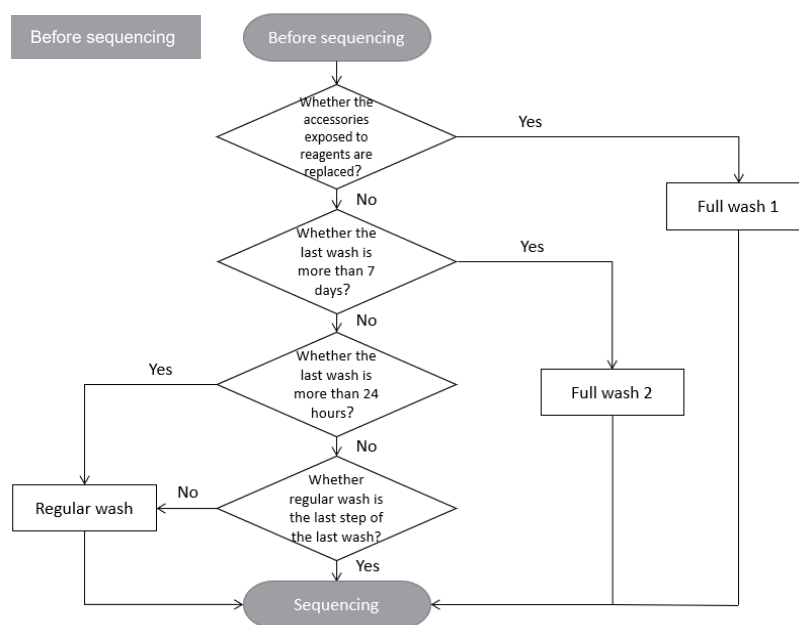 Before sequencing
Before sequencing
Whether the
accessories
exposed to
reagents are
replaced?
Yes
Full wash 1
No
Whether the
last wash is
more than 7
days?
Yes
Full wash 2
No
Whether the
last wash is
more than 24
hours?
Yes
No
Whether
regular wash is
the last step of
the last wash?
No
Regular wash
Yes
Sequencing